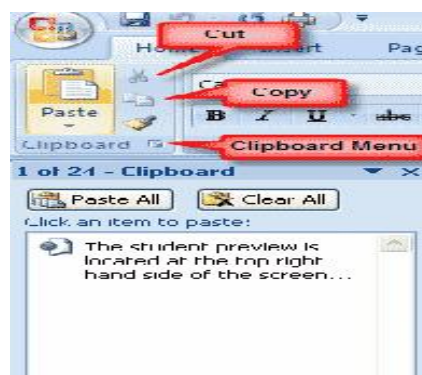 Cut
Copy
Paste
B I U abe
Clipboard
Clipboard Menu
1 of 24 - Clipboard
Paste All Clear All
Click an item to paste:
The student preview is
located at the top right
hand side of the screen...